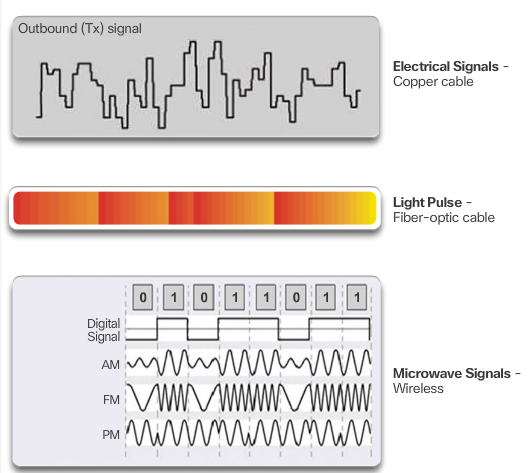 Outbound (Tx) signal
Electrical Signals -
Copper cable
Light Pulse -
Fiber-optic cable
0 1 0 1 1 0 1 1
Digital
Signal
AM
FM
PM
Microwave Signals -
Wireless